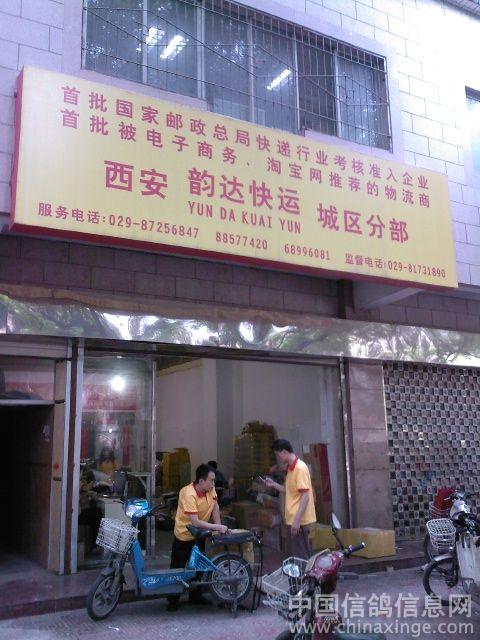 首批国家邮政总局快递行业考核准入企业
首批被电子商务、淘宝网推荐的物流商
西安 韵达快运 城区分部
YUN DA KUAI YUN
服务电话:029-87256847 88577420 68996081 监督电话:029-81731890
中国信鸽信息网
www.chinaxinge.com